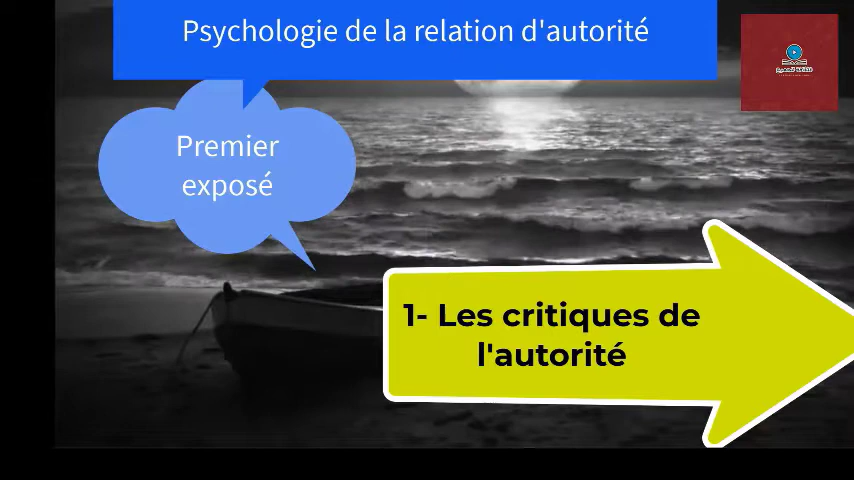 Psychologie de la relation d'autorité
Premier
exposé
1- Les critiques de
l'autorité